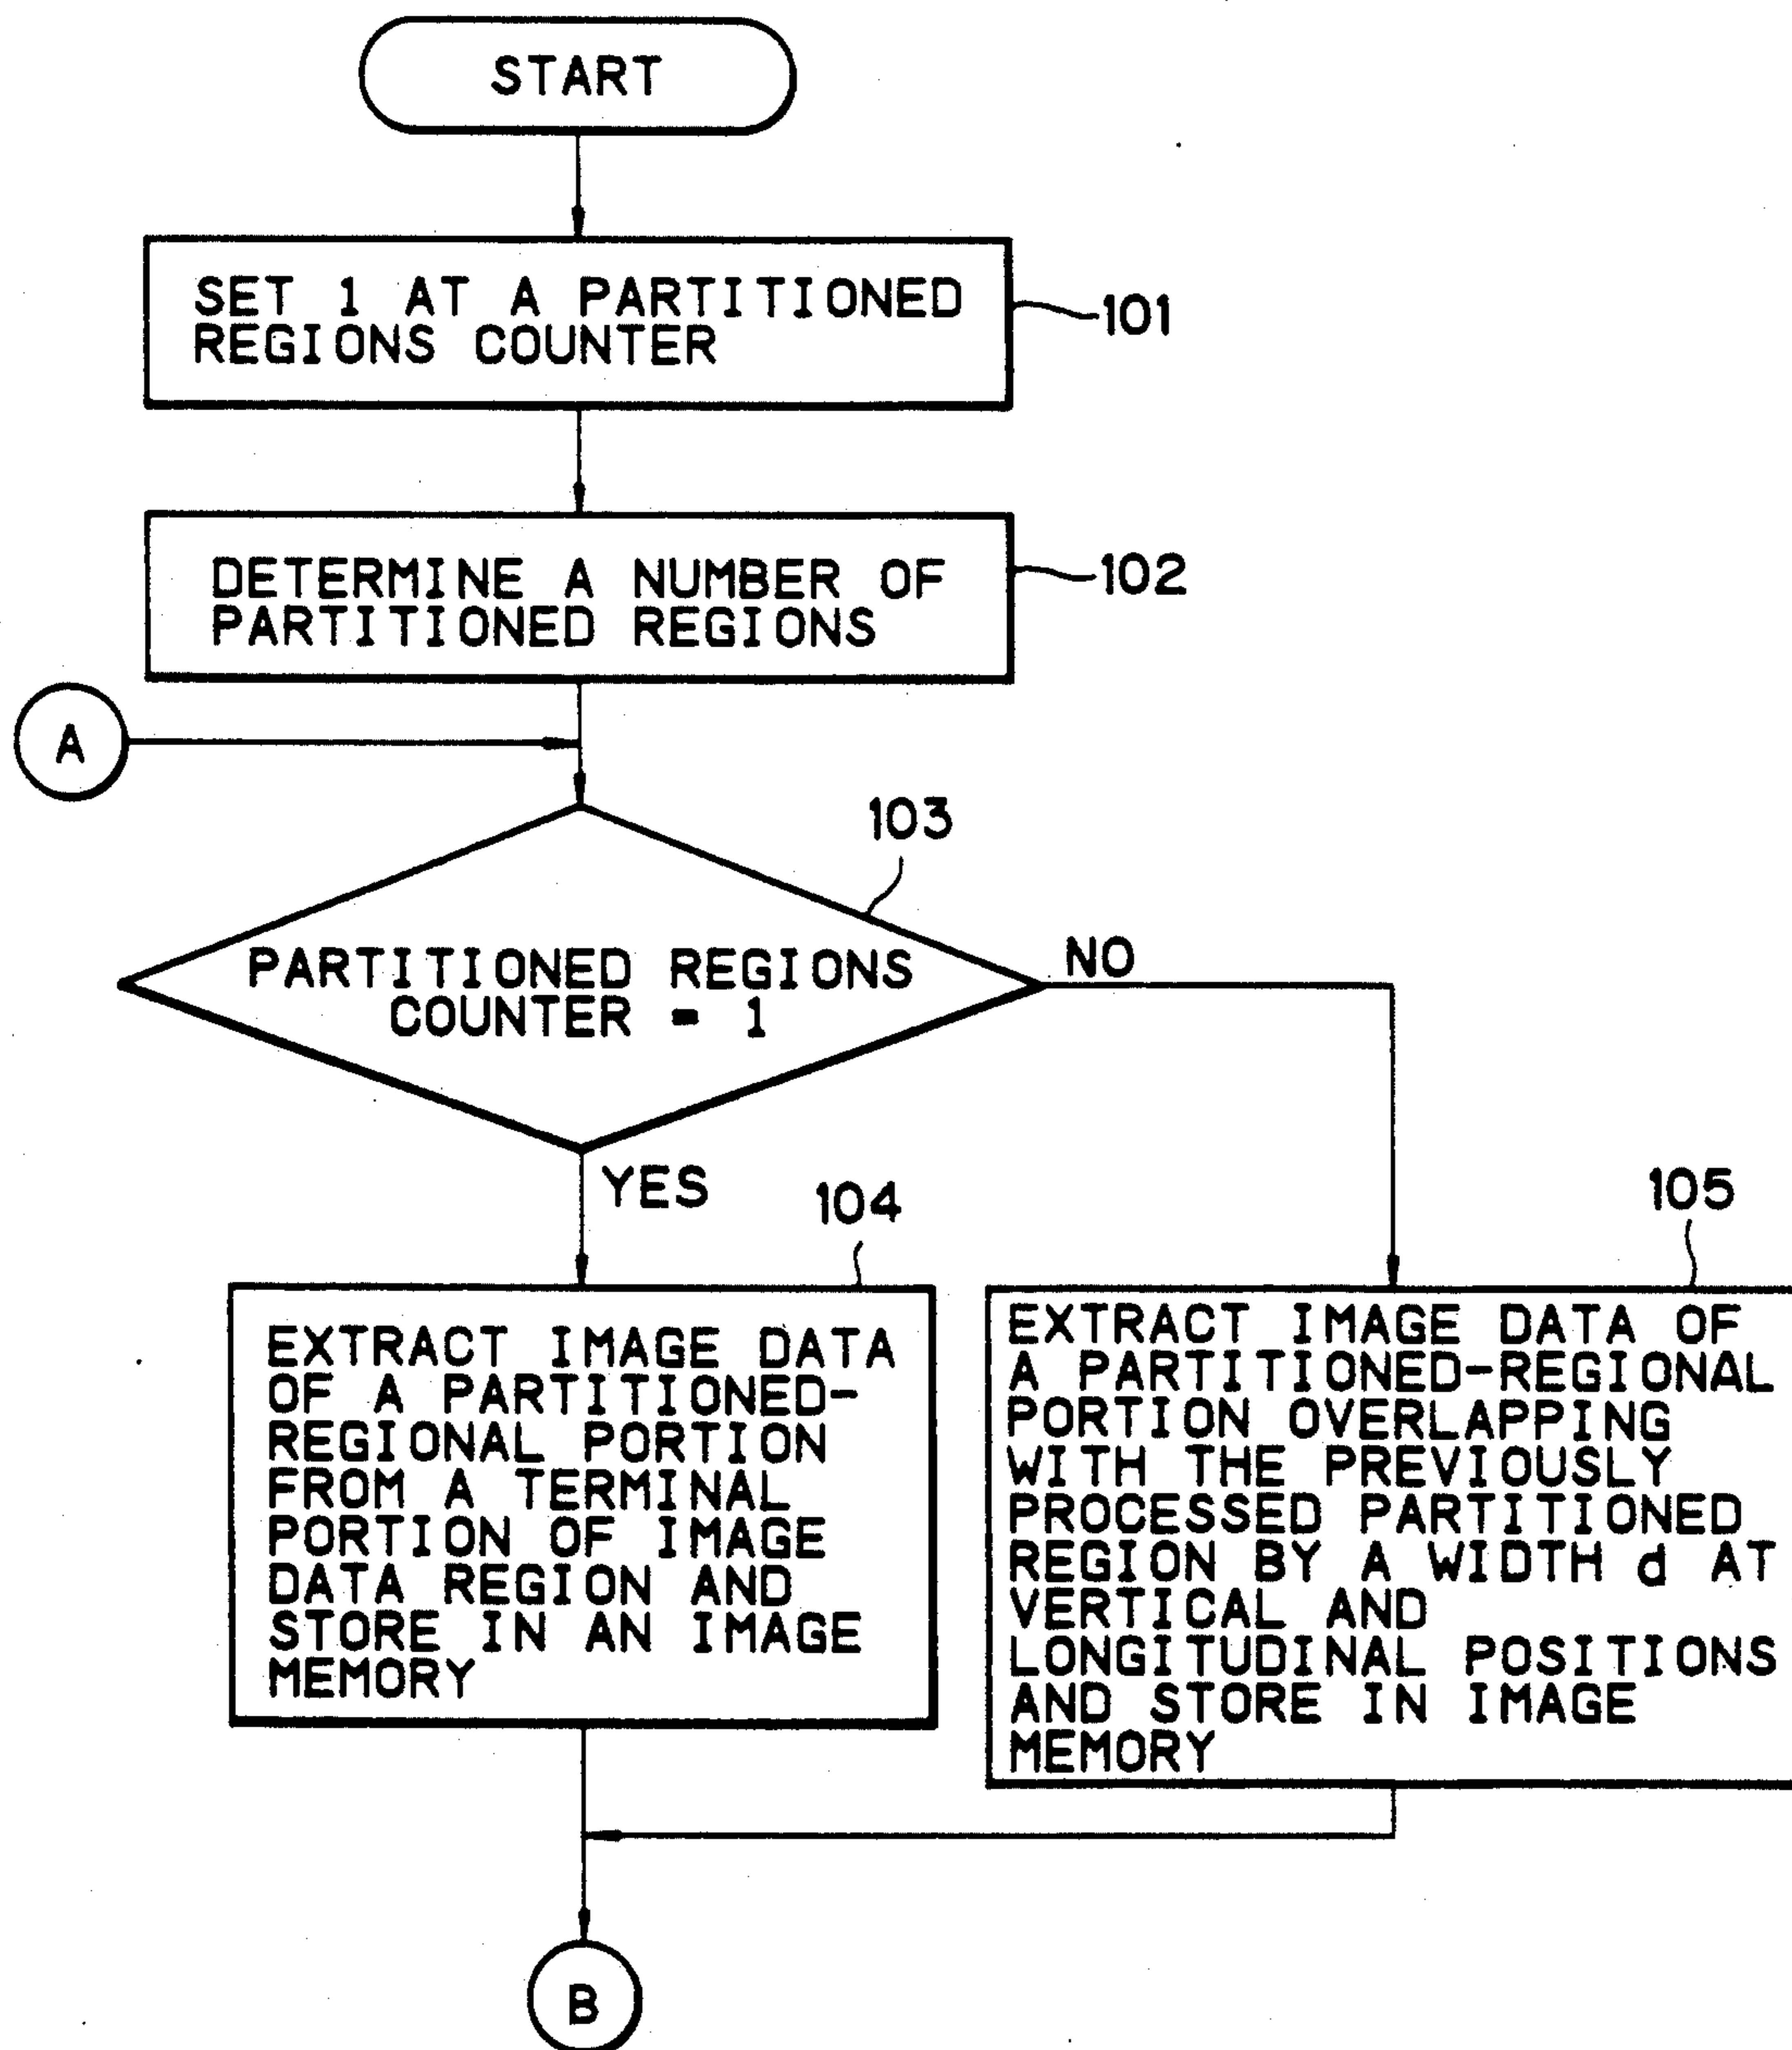 START
SET 1 AT A PARTITIONED
REGIONS COUNTER
101
DETERMINE A NUMBER OF
PARTITIONED REGIONS
102
A
103
PARTITIONED REGIONS
COUNTER = 1
NO
YES
104
EXTRACT IMAGE DATA
OF A PARTITIONED-
REGIONAL PORTION
FROM A TERMINAL
PORTION OF IMAGE
DATA REGION AND
STORE IN AN IMAGE
MEMORY
105
EXTRACT IMAGE DATA OF
A PARTITIONED-REGIONAL
PORTION OVERLAPPING
WITH THE PREVIOUSLY
PROCESSED PARTITIONED
REGION BY A WIDTH d AT
VERTICAL AND
LONGITUDINAL POSITIONS
AND STORE IN IMAGE
MEMORY
B